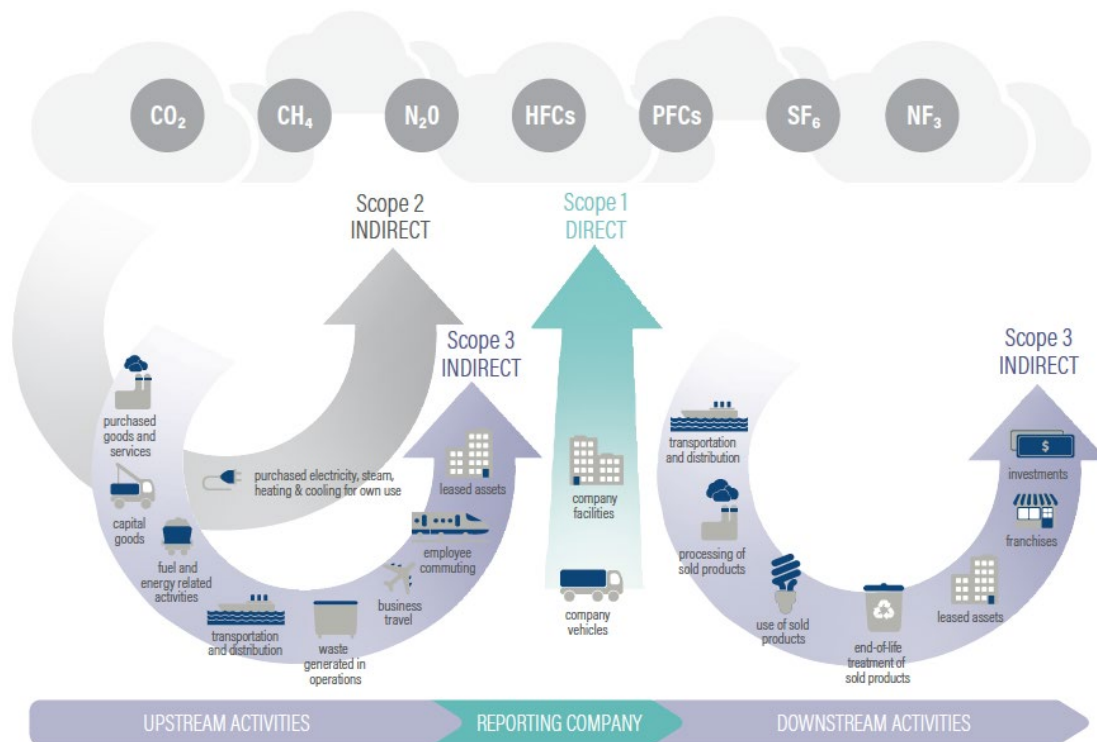 CO₂
CH₄
N₂O
HFCs
PFCs
SF₆
NF₃
Scope 2
INDIRECT
Scope 1
DIRECT
Scope 3
INDIRECT
Scope 3
INDIRECT
purchased
goods and
services
capital
goods
fuel and
energy related
activities
transportation
and distribution
waste
generated in
operations
business
travel
employee
commuting
leased assets
purchased electricity, steam,
heating & cooling for own use
company
facilities
company
vehicles
transportation
and distribution
processing of
sold products
use of sold
products
end-of-life
treatment of
sold products
leased assets
franchises
$
investments
UPSTREAM ACTIVITIES
REPORTING COMPANY
DOWNSTREAM ACTIVITIES